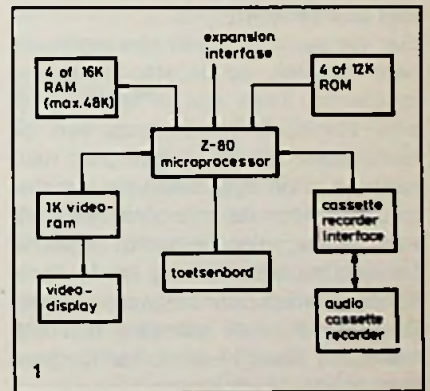 expansion
interfase
4 of 16K
RAM
(max.48K)
4 of 12K
ROM
Z-80
microprocessor
1K video-
ram
toetsenbord
cassette
recorder
interface
video-
display
audio
cassette
recorder
1